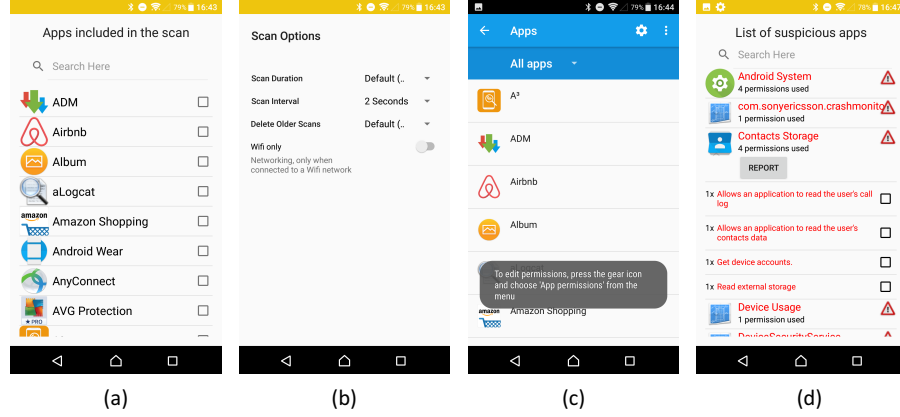 79% 16:43
Apps included in the scan
Search Here
ADM
Airbnb
Album
aLogcat
amazon
Amazon Shopping
Android Wear
AnyConnect
AVG Protection
★ PRO
(a)
79% 16:43
Scan Options
Scan Duration Default (..
Scan Interval 2 Seconds
Delete Older Scans Default (..
Wifi only
Networking, only when
connected to a Wifi network
(b)
79% 16:44
Apps
All apps
A³
ADM
Airbnb
Album
To edit permissions, press the gear icon
and choose 'App permissions' from the
menu
amazon
Amazon Shopping
(c)
78% 16:47
List of suspicious apps
Search Here
Android System
4 permissions used
com.sonyericsson.crashmonito
1 permission used
Contacts Storage
4 permissions used
REPORT
1x Allows an application to read the user's call
log
1x Allows an application to read the user's
contacts data
1x Get device accounts.
1x Read external storage
Device Usage
1 permission used
DeviceSecurityService
(d)